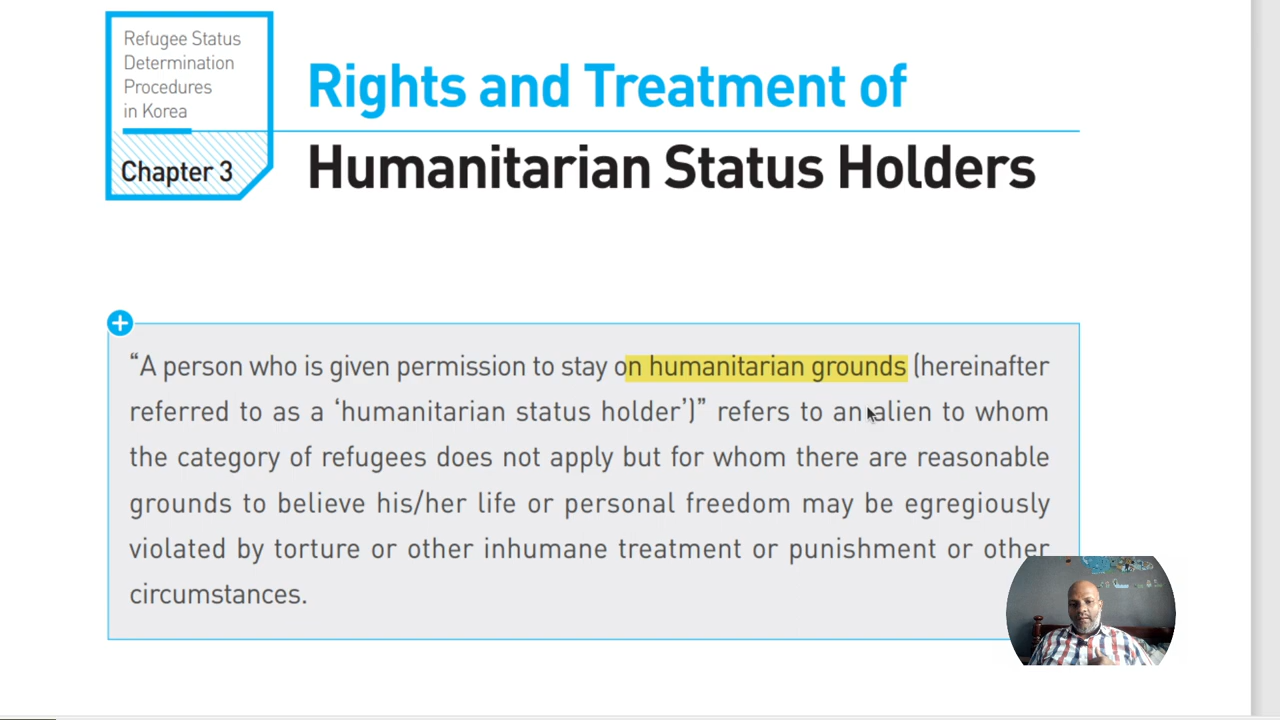 Refugee Status
Determination
Procedures
in Korea
Chapter 3
Rights and Treatment of
Humanitarian Status Holders
“A person who is given permission to stay on humanitarian grounds (hereinafter
referred to as a ‘humanitarian status holder’)” refers to an alien to whom
the category of refugees does not apply but for whom there are reasonable
grounds to believe his/her life or personal freedom may be egregiously
violated by torture or other inhumane treatment or punishment or other
circumstances.